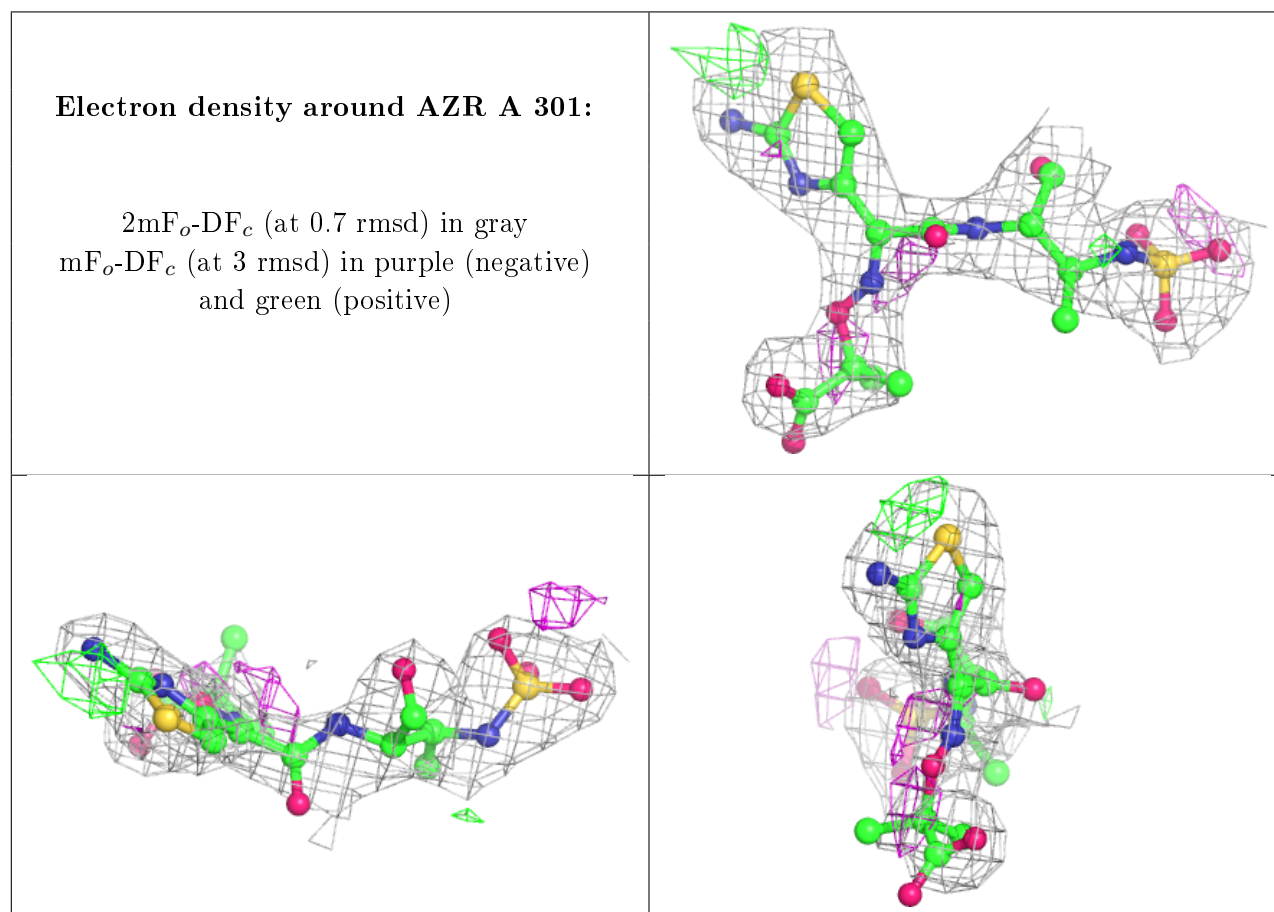 Electron density around AZR A 301:
2mFₒ-DF𝒸 (at 0.7 rmsd) in gray
mFₒ-DF𝒸 (at 3 rmsd) in purple (negative)
and green (positive)